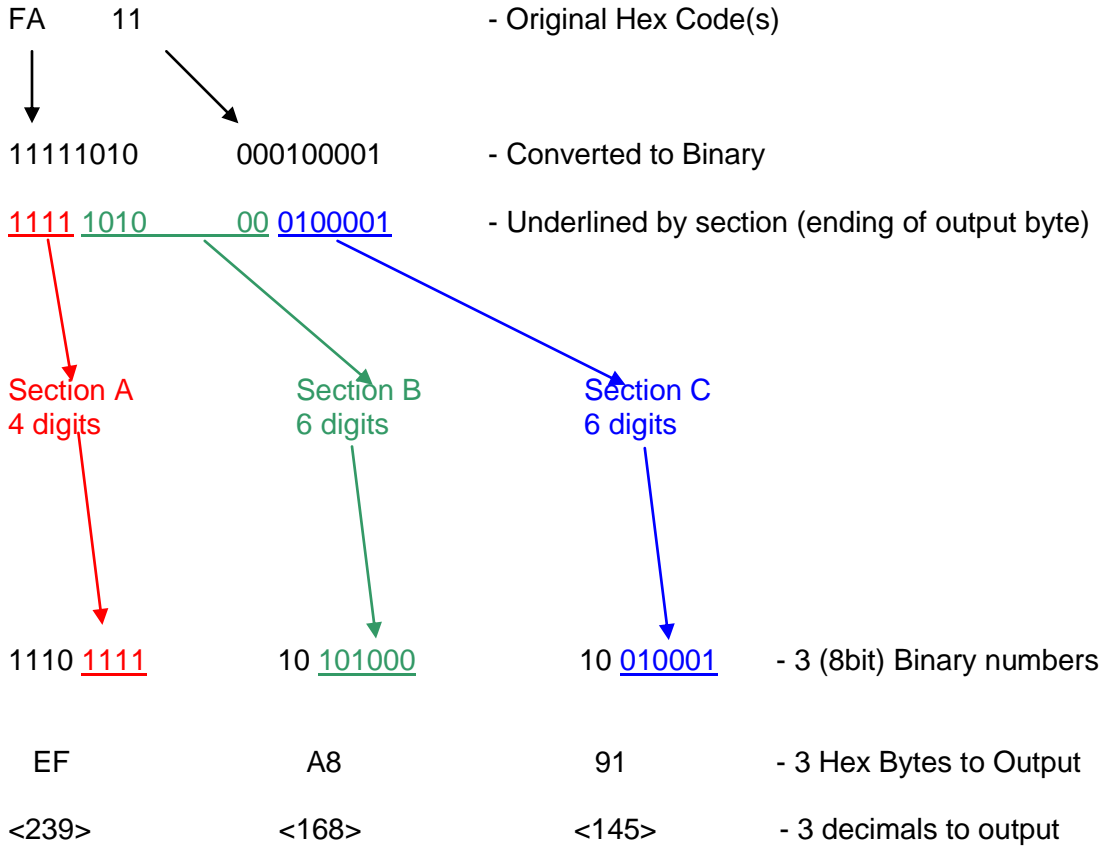 FA 11 - Original Hex Code(s)
11111010 000100001 - Converted to Binary
1111 1010 00 0100001 - Underlined by section (ending of output byte)
Section A Section B Section C
4 digits 6 digits 6 digits
1110 1111 10 101000 10 010001 - 3 (8bit) Binary numbers
EF A8 91 - 3 Hex Bytes to Output
<239> <168> <145> - 3 decimals to output